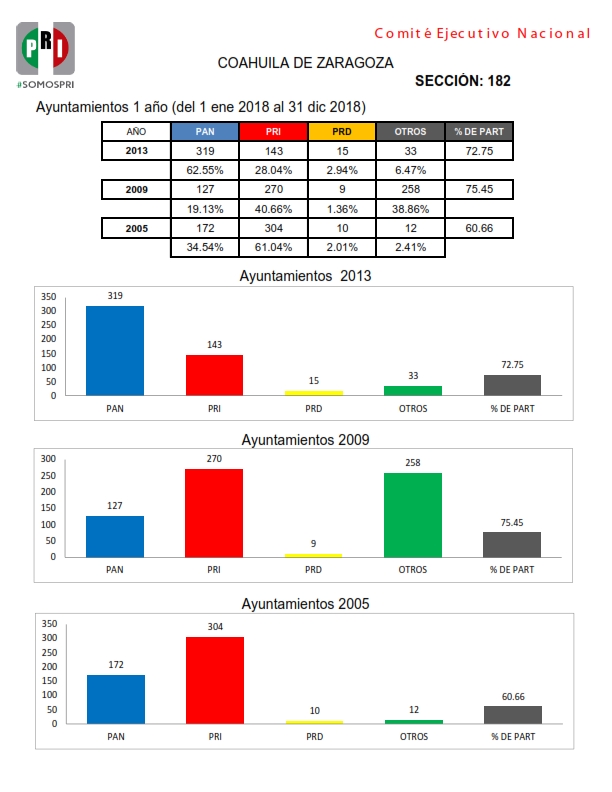 Comité Ejecutivo Nacional
PRI
#SOMOSPRI
COAHUILA DE ZARAGOZA
SECCIÓN: 182
Ayuntamientos 1 año (del 1 ene 2018 al 31 dic 2018)
AÑO PAN PRI PRD OTROS % DE PART
2013 319 143 15 33 72.75
62.55% 28.04% 2.94% 6.47%
2009 127 270 9 258 75.45
19.13% 40.66% 1.36% 38.86%
2005 172 304 10 12 60.66
34.54% 61.04% 2.01% 2.41%
Ayuntamientos 2013
350
300
250
200
150
100
50
0
319 143 15 33 72.75
PAN PRI PRD OTROS % DE PART
Ayuntamientos 2009
300
250
200
150
100
50
0
127 270 9 258 75.45
PAN PRI PRD OTROS % DE PART
Ayuntamientos 2005
350
300
250
200
150
100
50
0
172 304 10 12 60.66
PAN PRI PRD OTROS % DE PART